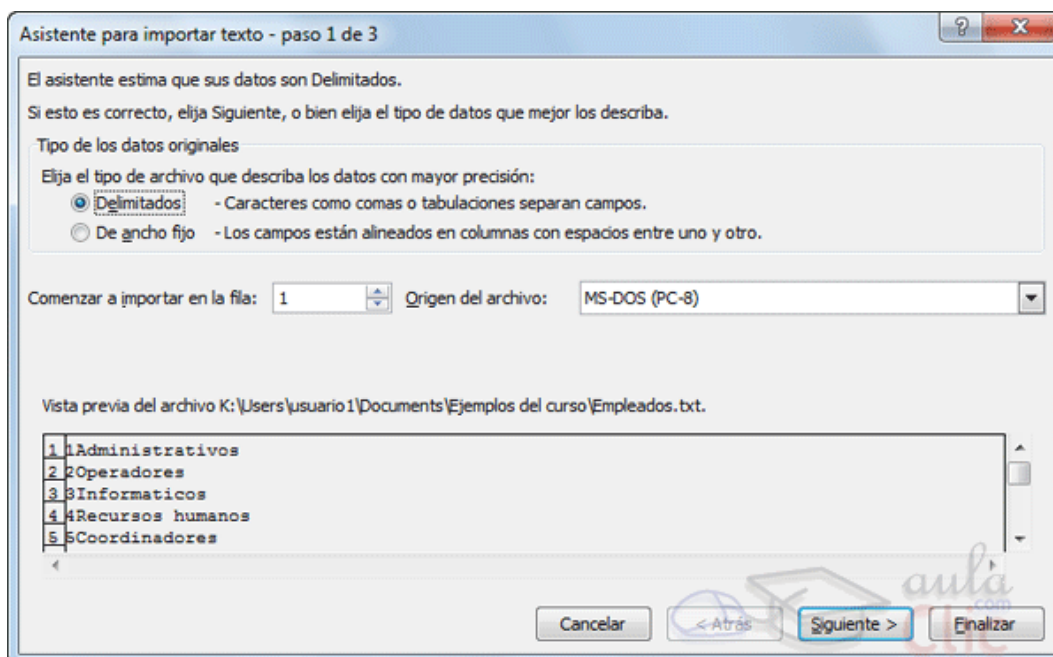 Asistente para importar texto - paso 1 de 3
El asistente estima que sus datos son Delimitados.
Si esto es correcto, elija Siguiente, o bien elija el tipo de datos que mejor los describa.
Tipo de los datos originales
Elija el tipo de archivo que describa los datos con mayor precisión:
Delimitados - Caracteres como comas o tabulaciones separan campos.
De ancho fijo - Los campos están alineados en columnas con espacios entre uno y otro.
Comenzar a importar en la fila: 1 Origen del archivo: MS-DOS (PC-8)
Vista previa del archivo K:\Users\usuario1\Documents\Ejemplos del curso\Empleados.txt.
1 1Administrativos
2 2Operadores
3 3Informaticos
4 4Recursos humanos
5 5Coordinadores
aula
.com
Clic
Cancelar < Atrás Siguiente > Finalizar